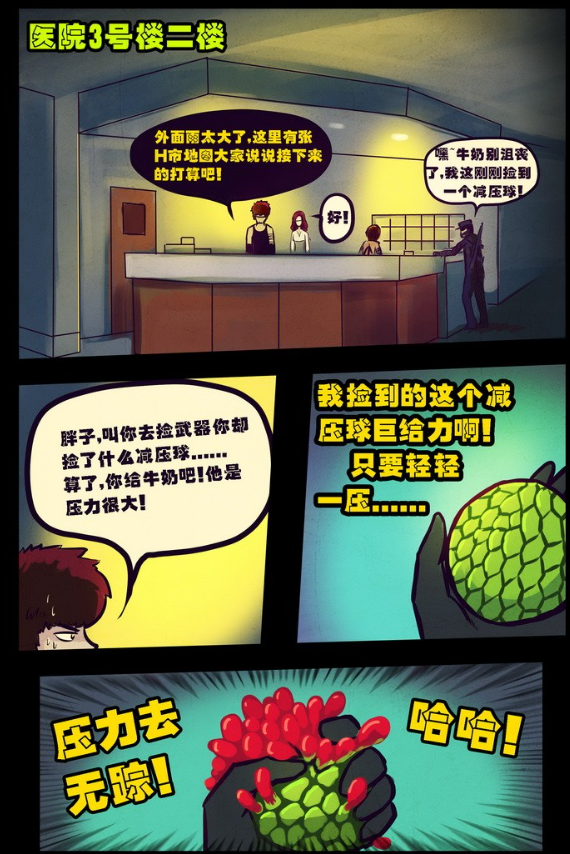 医院3号楼二楼
外面雨太大了,这里有张
H市地图大家说说接下来
的打算吧!
好!
嘿~牛奶别沮丧
了,我这刚刚捡到
一个减压球!
胖子,叫你去捡武器你却
捡了什么减压球......
算了,你给牛奶吧!他是
压力很大!
我捡到的这个减
压球巨给力啊!
只要轻轻
一压......
压力去
无踪!
哈哈!